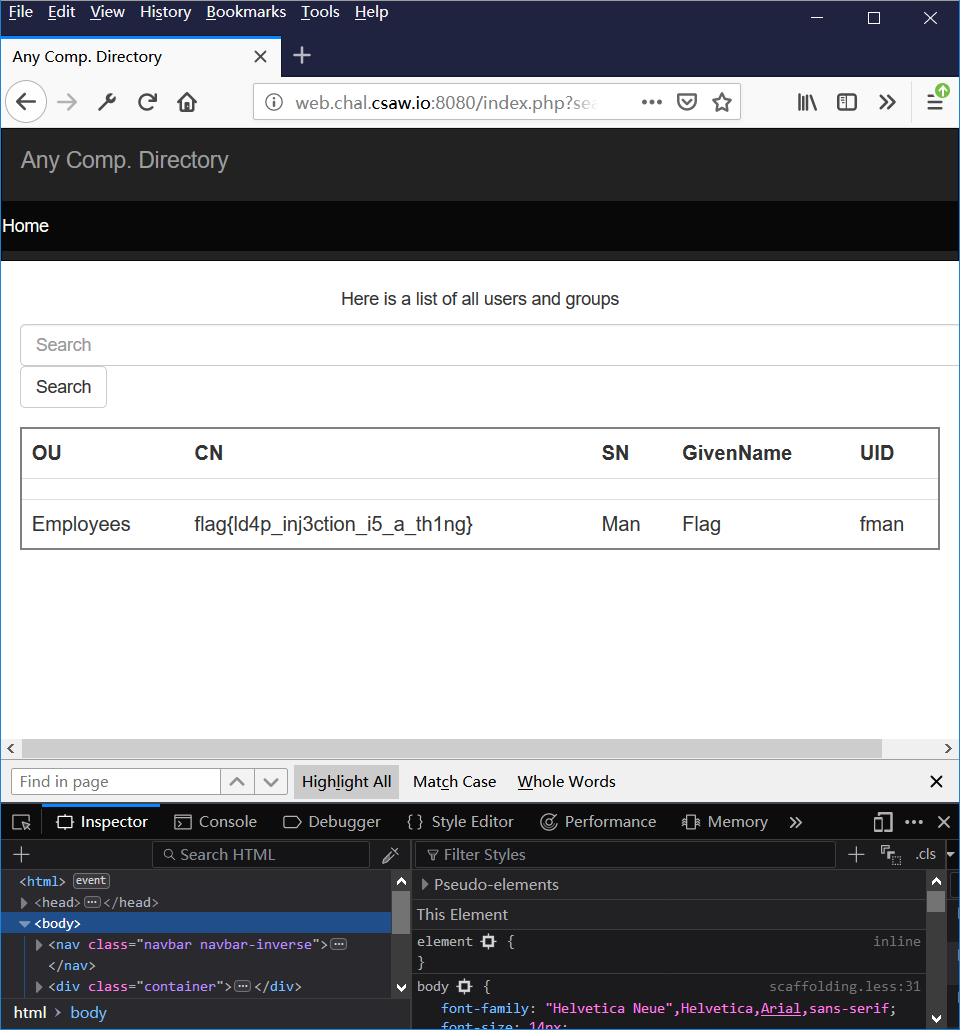 File Edit View History Bookmarks Tools Help
Any Comp. Directory
web.chal.csaw.io:8080/index.php?sea
Any Comp. Directory
Home
Here is a list of all users and groups
Search
Search
OU CN SN GivenName UID
Employees flag{ld4p_inj3ction_i5_a_th1ng} Man Flag fman
Find in page Highlight All Match Case Whole Words
Inspector Console Debugger {} Style Editor Performance Memory
Search HTML
Filter Styles .cls
<html> event
<head> </head>
<body>
<nav class="navbar navbar-inverse">
</nav>
<div class="container"> </div>
html > body
Pseudo-elements
This Element
element { inline
}
body { scaffolding.less:31
font-family: "Helvetica Neue",Helvetica,Arial,sans-serif;
font-size: 14px;